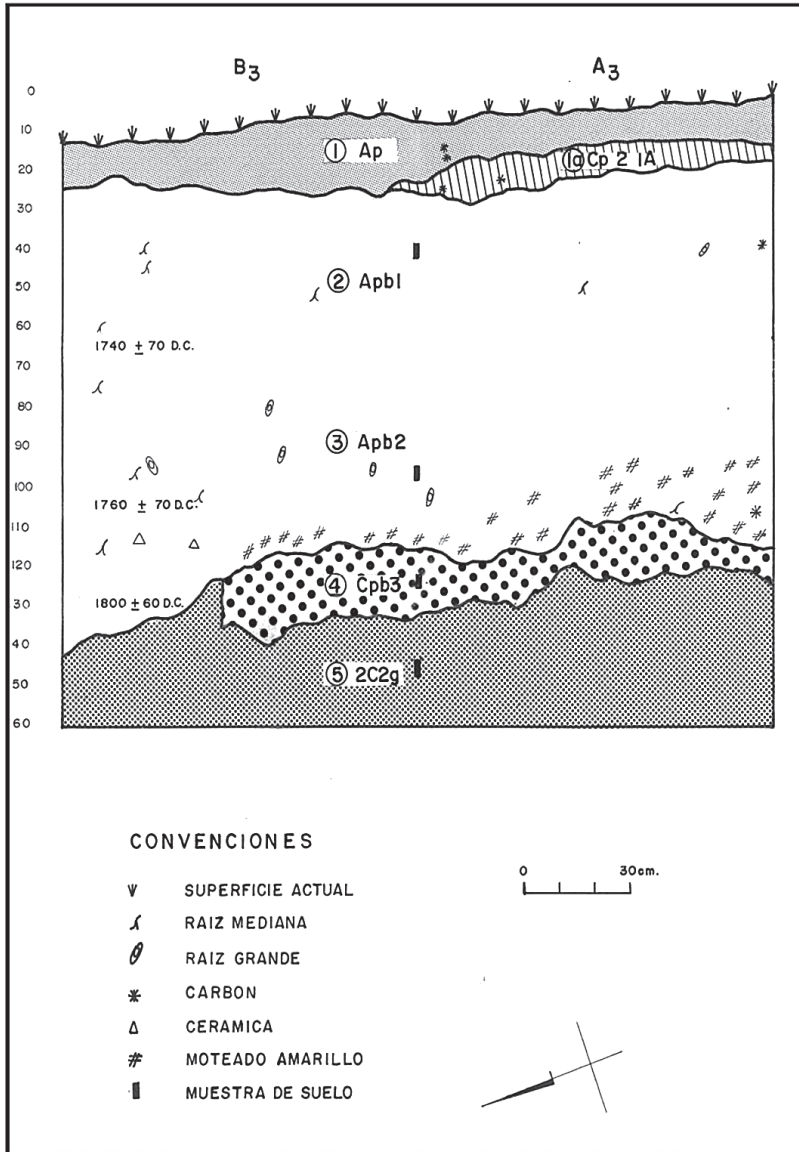 B3 A3
0
10
20
30
40
50
60
70
80
90
100
110
120
30
40
50
60
① Ap
①a Cp 2 1A
② Apb1
1740 ± 70 D.C.
③ Apb2
1760 ± 70 D.C.
④ Cpb3
1800 ± 60 D.C.
⑤ 2C2g
CONVENCIONES
0 30cm.
SUPERFICIE ACTUAL
RAIZ MEDIANA
RAIZ GRANDE
CARBON
CERAMICA
MOTEADO AMARILLO
MUESTRA DE SUELO